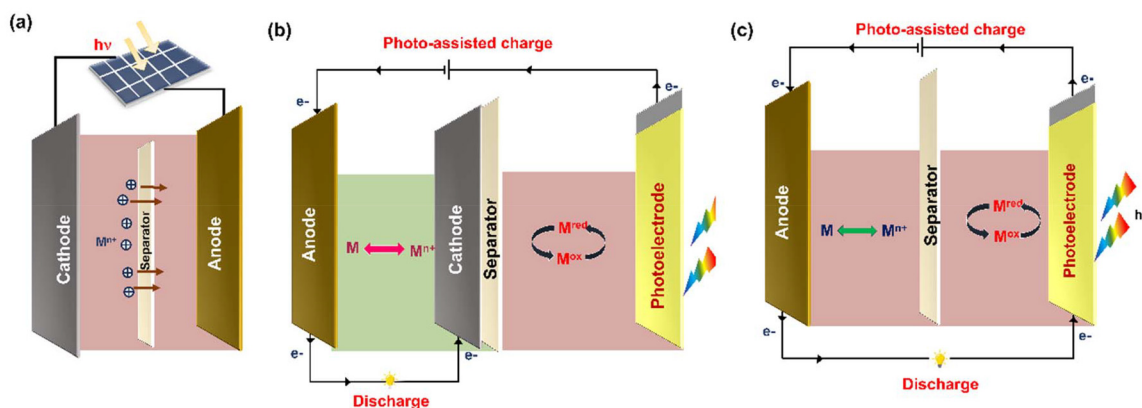 (a)
hν
Cathode
Mn+
Separator
Anode
(b)
Photo-assisted charge
e-
e-
Anode
M
Mn+
Cathode
Separator
Mred
Mox
Photoelectrode
e-
e-
Discharge
(c)
Photo-assisted charge
e-
e-
Anode
M
Mn+
Separator
Mred
Mox
Photoelectrode
h
e-
e-
Discharge